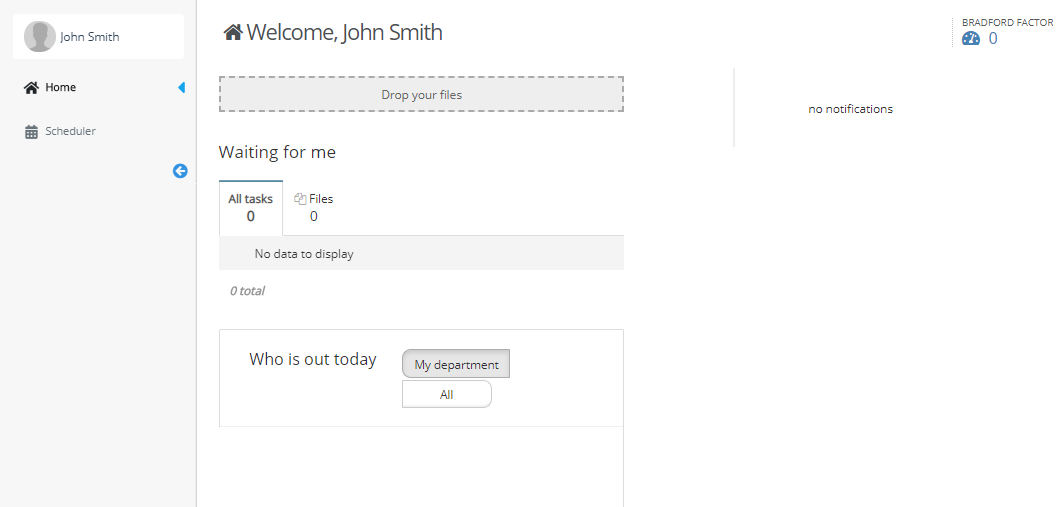 John Smith
Home
Scheduler
Welcome, John Smith
BRADFORD FACTOR
0
Drop your files
no notifications
Waiting for me
All tasks
0
Files
0
No data to display
0 total
Who is out today
My department
All